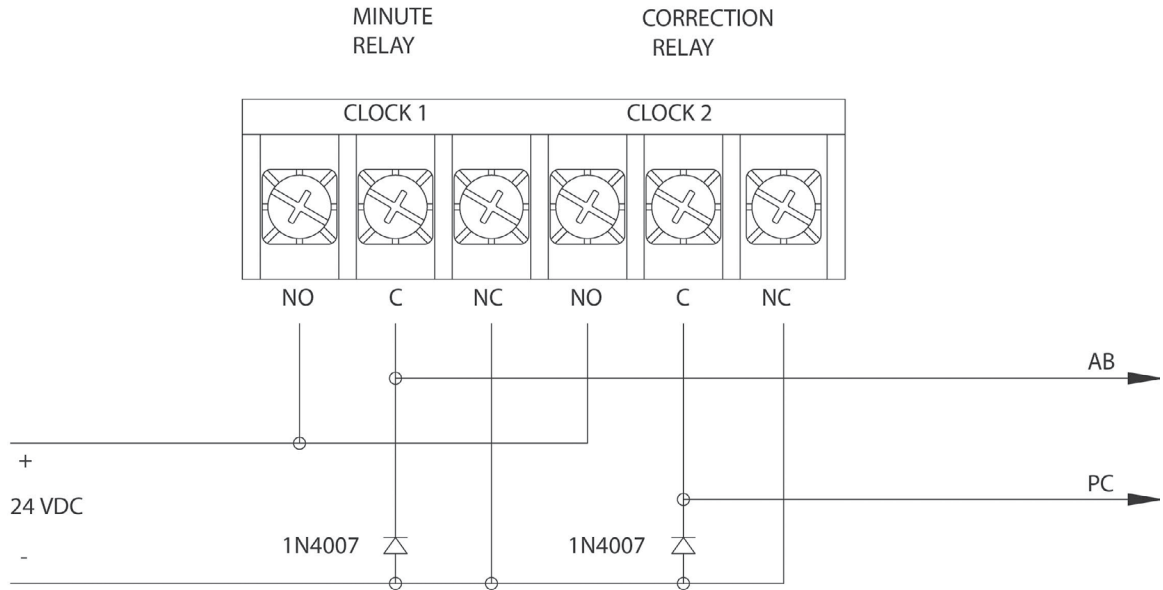 MINUTE
RELAY
CORRECTION
RELAY
CLOCK 1
CLOCK 2
NO
C
NC
NO
C
NC
AB
+
24 VDC
PC
1N4007
1N4007
-